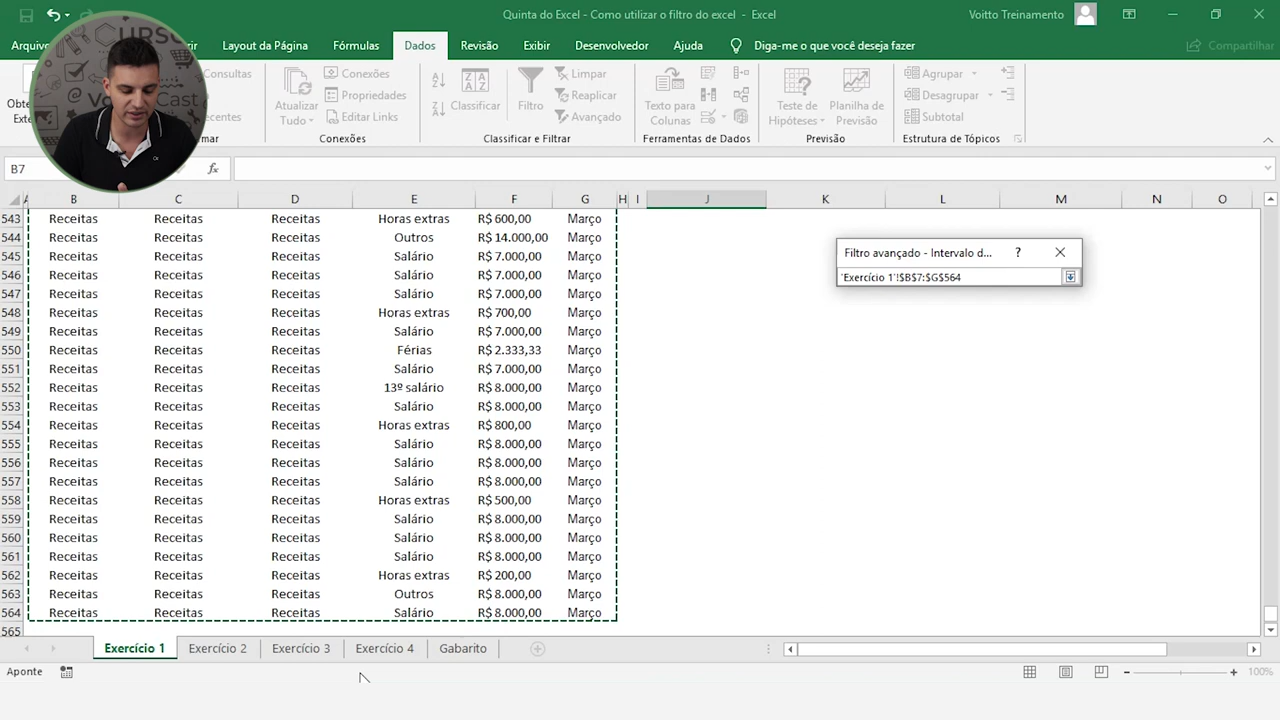 Quinta do Excel - Como utilizar o filtro do excel - Excel
Voitto Treinamento
Arquivo
Layout da Página
Fórmulas
Dados
Revisão
Exibir
Desenvolvedor
Ajuda
Diga-me o que você deseja fazer
Compartilhar
Consultas
Atualizar Tudo
Conexões
Propriedades
Editar Links
Conexões
Classificar
Filtro
Limpar
Reaplicar
Avançado
Classificar e Filtrar
Texto para Colunas
Ferramentas de Dados
Teste de Hipóteses
Planilha de Previsão
Previsão
Agrupar
Desagrupar
Subtotal
Estrutura de Tópicos
B7
fx
B C D E F G H I J K L M N O
543 Receitas Receitas Receitas Horas extras R$ 600,00 Março
544 Receitas Receitas Receitas Outros R$ 14.000,00 Março
545 Receitas Receitas Receitas Salário R$ 7.000,00 Março
546 Receitas Receitas Receitas Salário R$ 7.000,00 Março
547 Receitas Receitas Receitas Salário R$ 7.000,00 Março
548 Receitas Receitas Receitas Horas extras R$ 700,00 Março
549 Receitas Receitas Receitas Salário R$ 7.000,00 Março
550 Receitas Receitas Receitas Férias R$ 2.333,33 Março
551 Receitas Receitas Receitas Salário R$ 7.000,00 Março
552 Receitas Receitas Receitas 13º salário R$ 8.000,00 Março
553 Receitas Receitas Receitas Salário R$ 8.000,00 Março
554 Receitas Receitas Receitas Horas extras R$ 800,00 Março
555 Receitas Receitas Receitas Salário R$ 8.000,00 Março
556 Receitas Receitas Receitas Salário R$ 8.000,00 Março
557 Receitas Receitas Receitas Salário R$ 8.000,00 Março
558 Receitas Receitas Receitas Horas extras R$ 500,00 Março
559 Receitas Receitas Receitas Salário R$ 8.000,00 Março
560 Receitas Receitas Receitas Salário R$ 8.000,00 Março
561 Receitas Receitas Receitas Salário R$ 8.000,00 Março
562 Receitas Receitas Receitas Horas extras R$ 200,00 Março
563 Receitas Receitas Receitas Outros R$ 8.000,00 Março
564 Receitas Receitas Receitas Salário R$ 8.000,00 Março
565
Filtro avançado - Intervalo d... ?
'Exercício 1'!$B$7:$G$564
Exercício 1
Exercício 2
Exercício 3
Exercício 4
Gabarito
Aponte
100%